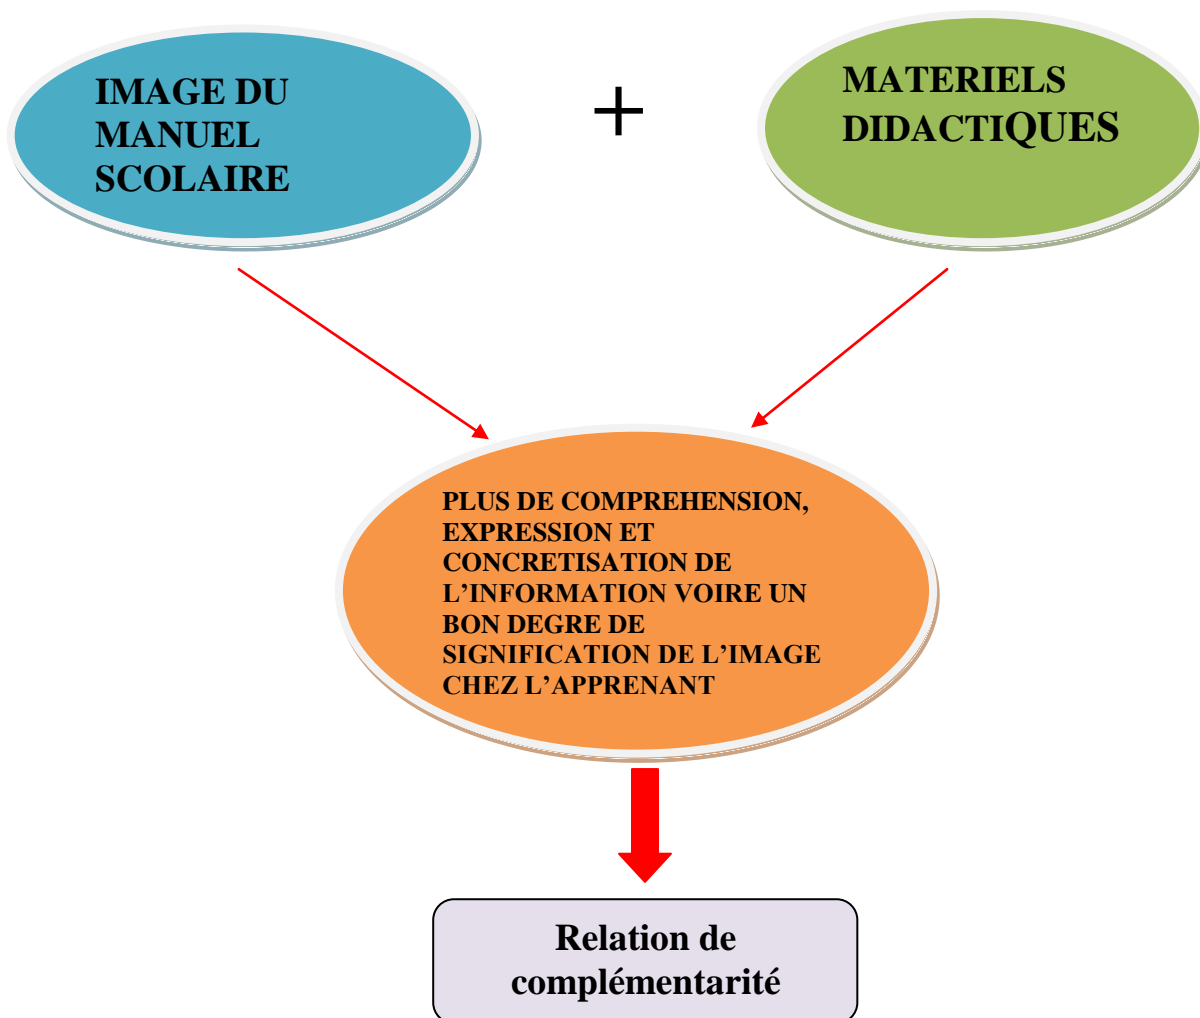 IMAGE DU
MANUEL
SCOLAIRE
+
MATERIELS
DIDACTIQUES
PLUS DE COMPREHENSION,
EXPRESSION ET
CONCRETISATION DE
L’INFORMATION VOIRE UN
BON DEGRE DE
SIGNIFICATION DE L’IMAGE
CHEZ L’APPRENANT
Relation de
complémentarité